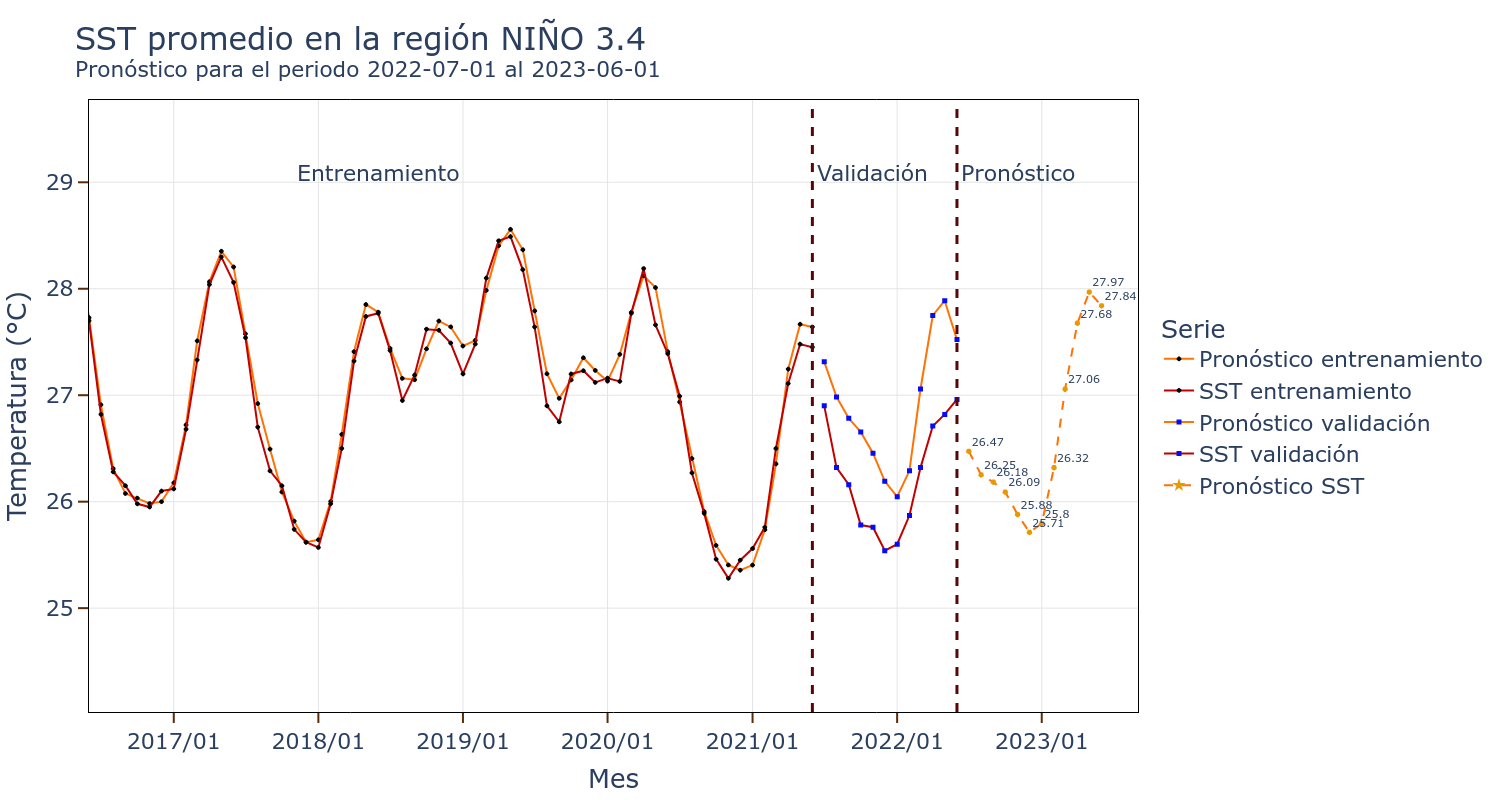 SST promedio en la región NIÑO 3.4
Pronóstico para el periodo 2022-07-01 al 2023-06-01
Entrenamiento
Validación
Pronóstico
29
28
27
26
25
Temperatura (°C)
26.47
26.25
26.18
26.09
25.88
25.71
25.8
26.32
27.06
27.68
27.97
27.84
2017/01
2018/01
2019/01
2020/01
2021/01
2022/01
2023/01
Mes
Serie
Pronóstico entrenamiento
SST entrenamiento
Pronóstico validación
SST validación
Pronóstico SST